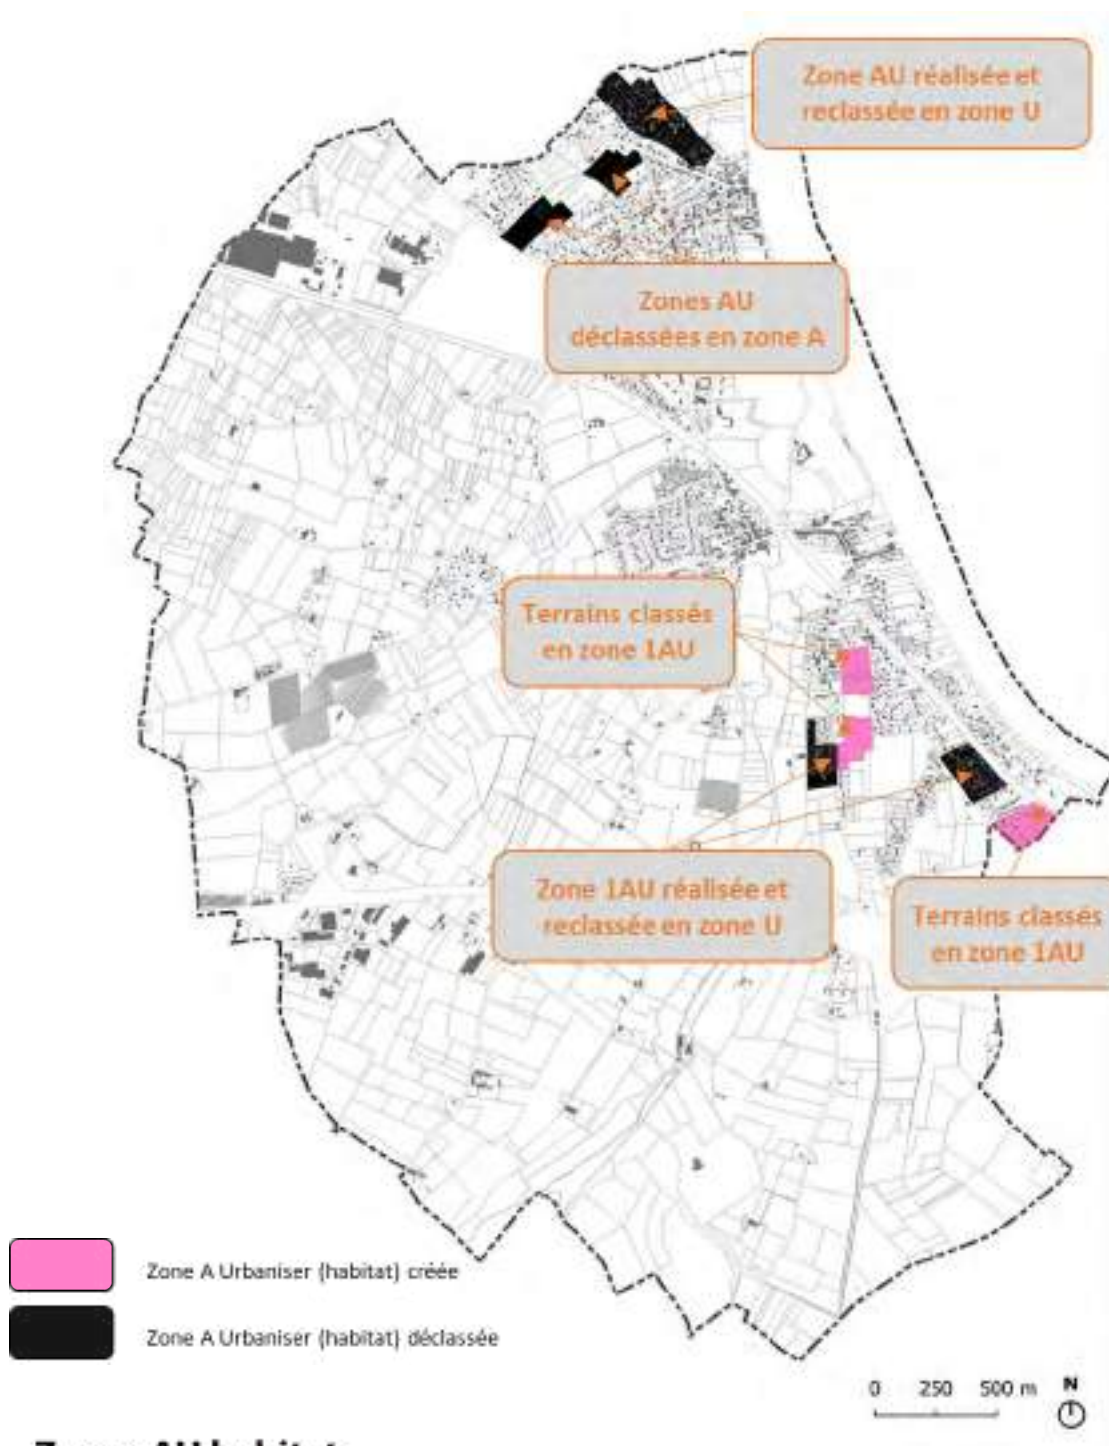 Zone AU réalisée et
reclassée en zone U
Zones AU
déclassées en zone A
Terrains classés
en zone 1AU
Zone 1AU réalisée et
reclassée en zone U
Terrains classés
en zone 1AU
Zone A Urbaniser (habitat) créée
Zone A Urbaniser (habitat) déclassée
0 250 500 m N